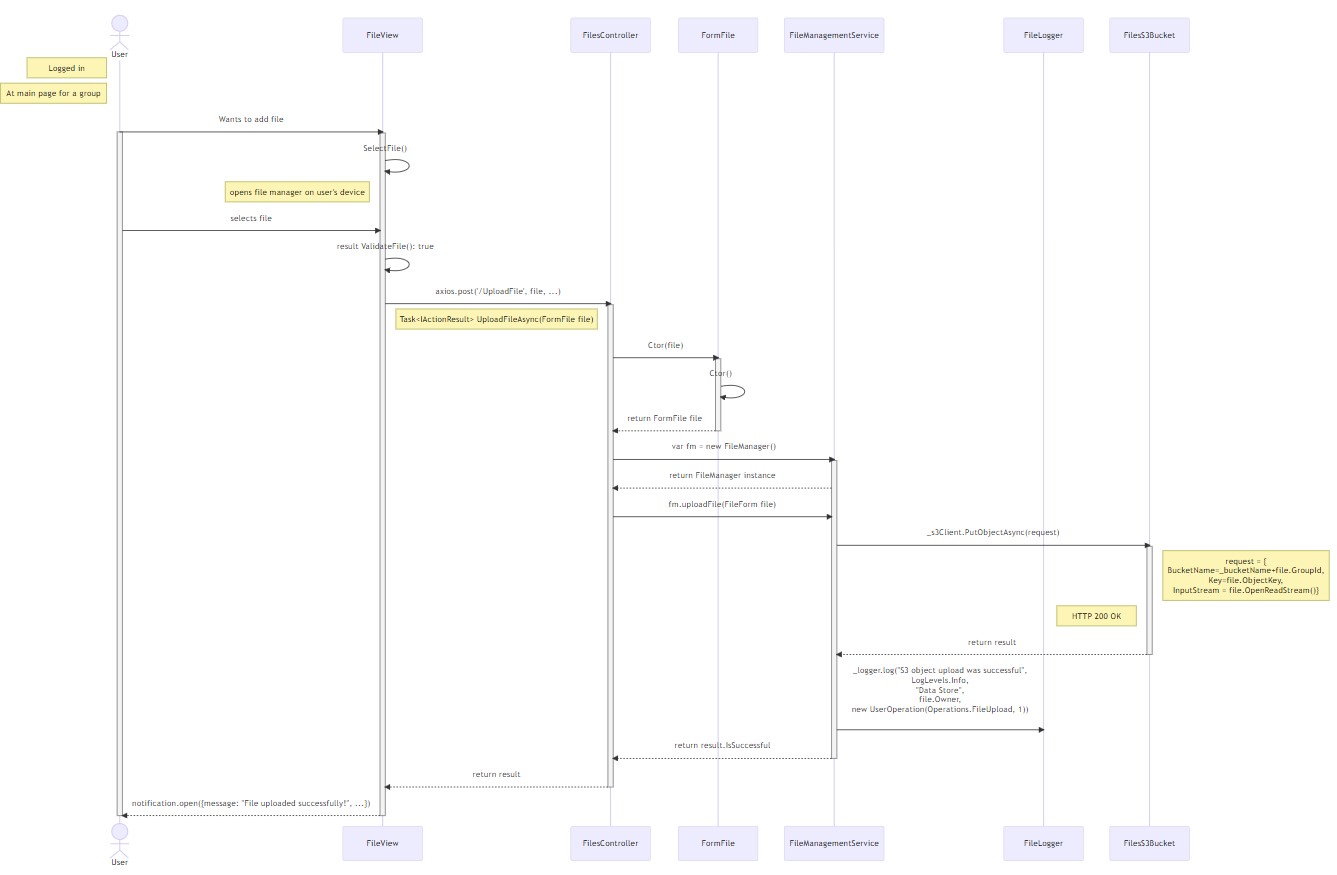 FileView
FilesController
FormFile
FileManagementService
FileLogger
FilesS3Bucket
User
Logged in
At main page for a group
Wants to add file
SelectFile()
opens file manager on user's device
selects file
result ValidateFile(): true
axios.post('/UploadFile', file, ...)
Task<IActionResult> UploadFileAsync(FormFile file)
Ctor(file)
Ctor()
return FormFile file
var fm = new FileManager()
return FileManager instance
fm.uploadFile(FileForm file)
_s3Client.PutObjectAsync(request)
request = {
BucketName=_bucketName+file.GroupId,
Key=file.ObjectKey,
InputStream = file.OpenReadStream()}
HTTP 200 OK
return result
_logger.log("S3 object upload was successful",
LogLevels.Info,
"Data Store",
file.Owner,
new UserOperation(Operations.FileUpload, 1))
return result.IsSuccessful
return result
notification.open({message: "File uploaded successfully!", ...})
FileView
FilesController
FormFile
FileManagementService
FileLogger
FilesS3Bucket
User